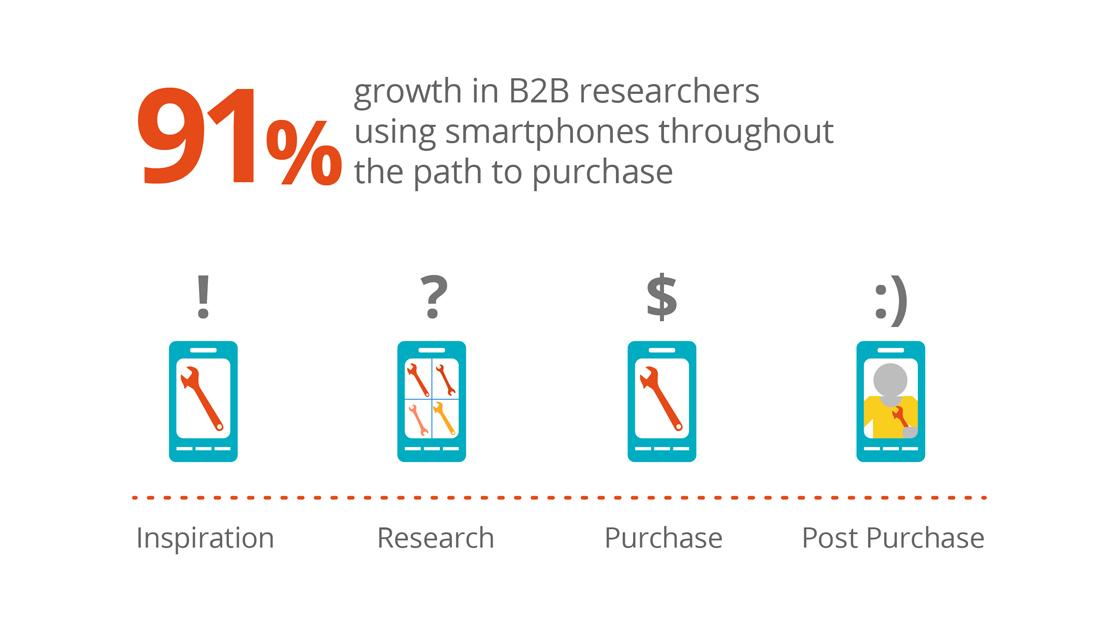 91%
growth in B2B researchers
using smartphones throughout
the path to purchase
! ? $ :)
Inspiration Research Purchase Post Purchase